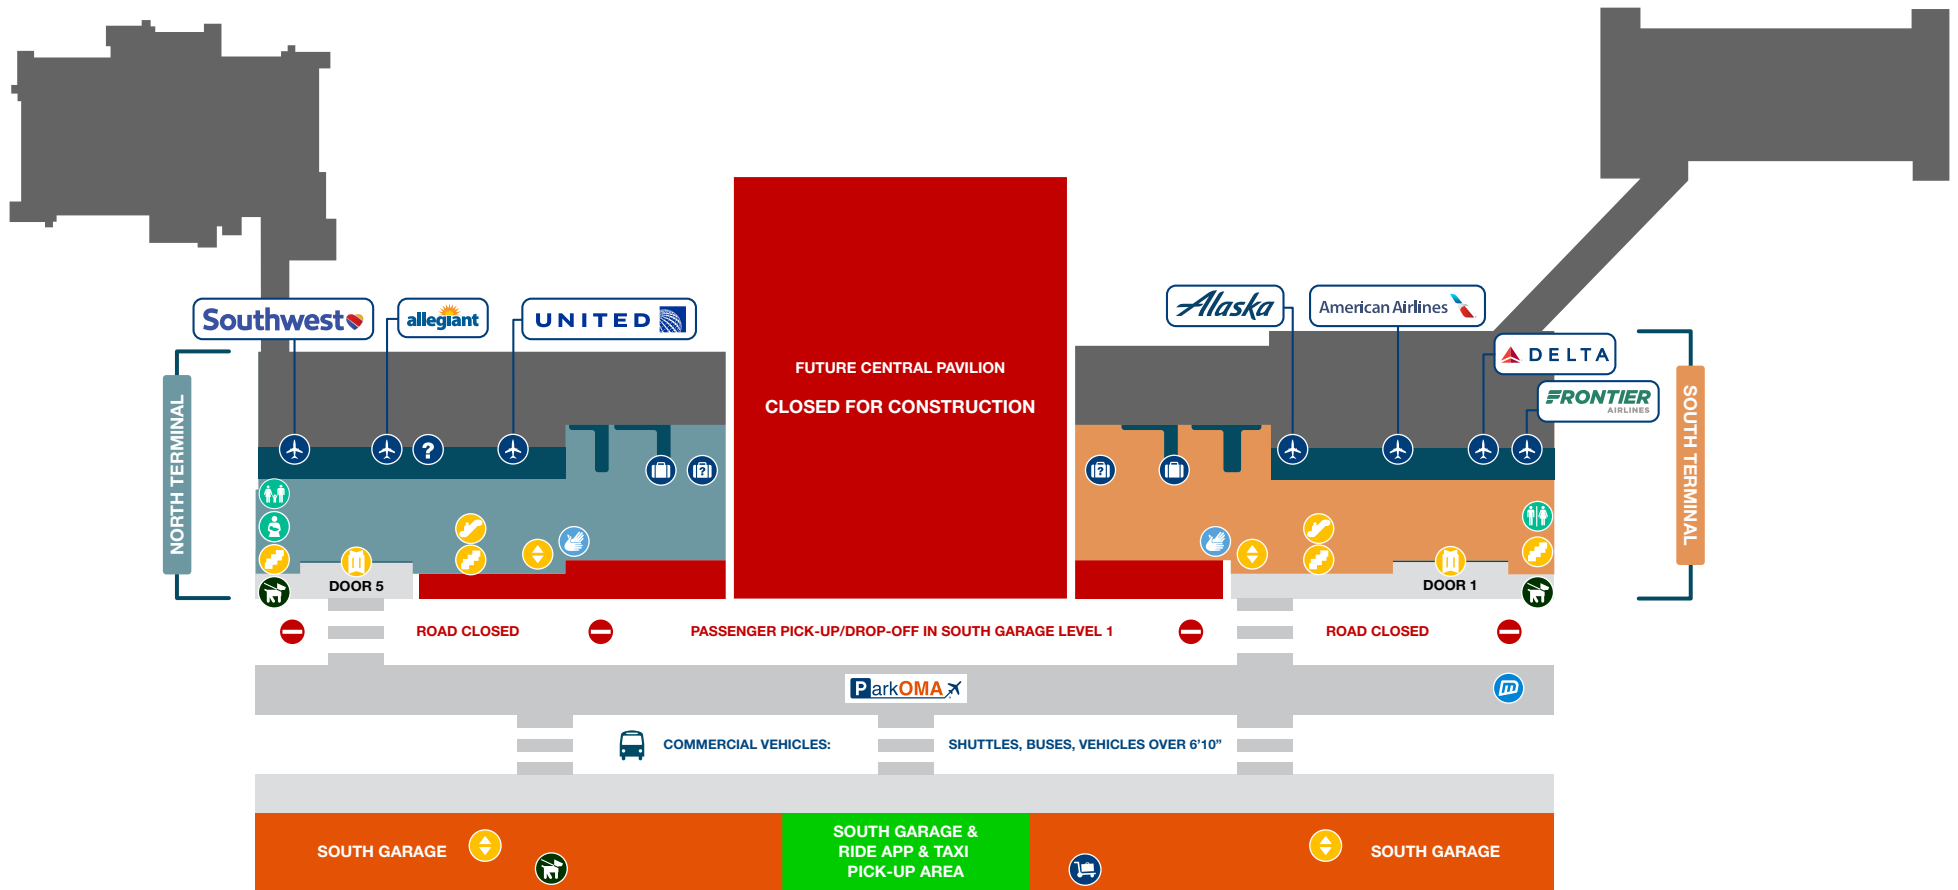 Southwest
allegiant
UNITED
Alaska
American Airlines
DELTA
FRONTIER
AIRLINES
NORTH TERMINAL
SOUTH TERMINAL
FUTURE CENTRAL PAVILION
CLOSED FOR CONSTRUCTION
?
?
?
DOOR 5
DOOR 1
ROAD CLOSED
PASSENGER PICK-UP/DROP-OFF IN SOUTH GARAGE LEVEL 1
ROAD CLOSED
ParkOMA
COMMERCIAL VEHICLES:
SHUTTLES, BUSES, VEHICLES OVER 6'10"
SOUTH GARAGE
SOUTH GARAGE &
RIDE APP & TAXI
PICK-UP AREA
SOUTH GARAGE